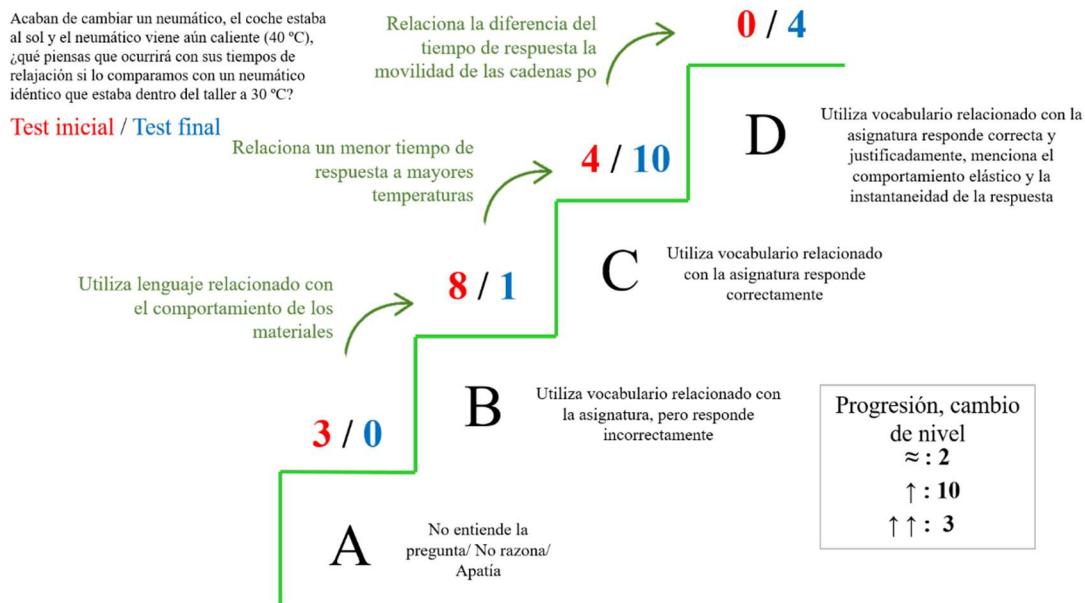 Acaban de cambiar un neumático, el coche estaba
al sol y el neumático viene aún caliente (40 ºC),
¿qué piensas que ocurrirá con sus tiempos de
relajación si lo comparamos con un neumático
idéntico que estaba dentro del taller a 30 ºC?
Test inicial / Test final
Relaciona la diferencia del
tiempo de respuesta la
movilidad de las cadenas po
0 / 4
D
Utiliza vocabulario relacionado con la
asignatura responde correcta y
justificadamente, menciona el
comportamiento elástico y la
instantaneidad de la respuesta
Relaciona un menor tiempo de
respuesta a mayores
temperaturas
4 / 10
C
Utiliza vocabulario relacionado
con la asignatura responde
correctamente
Utiliza lenguaje relacionado con
el comportamiento de los
materiales
8 / 1
B
Utiliza vocabulario relacionado con
la asignatura, pero responde
incorrectamente
3 / 0
A
No entiende la
pregunta/ No razona/
Apatía
Progresión, cambio
de nivel
≈ : 2
↑ : 10
↑↑ : 3